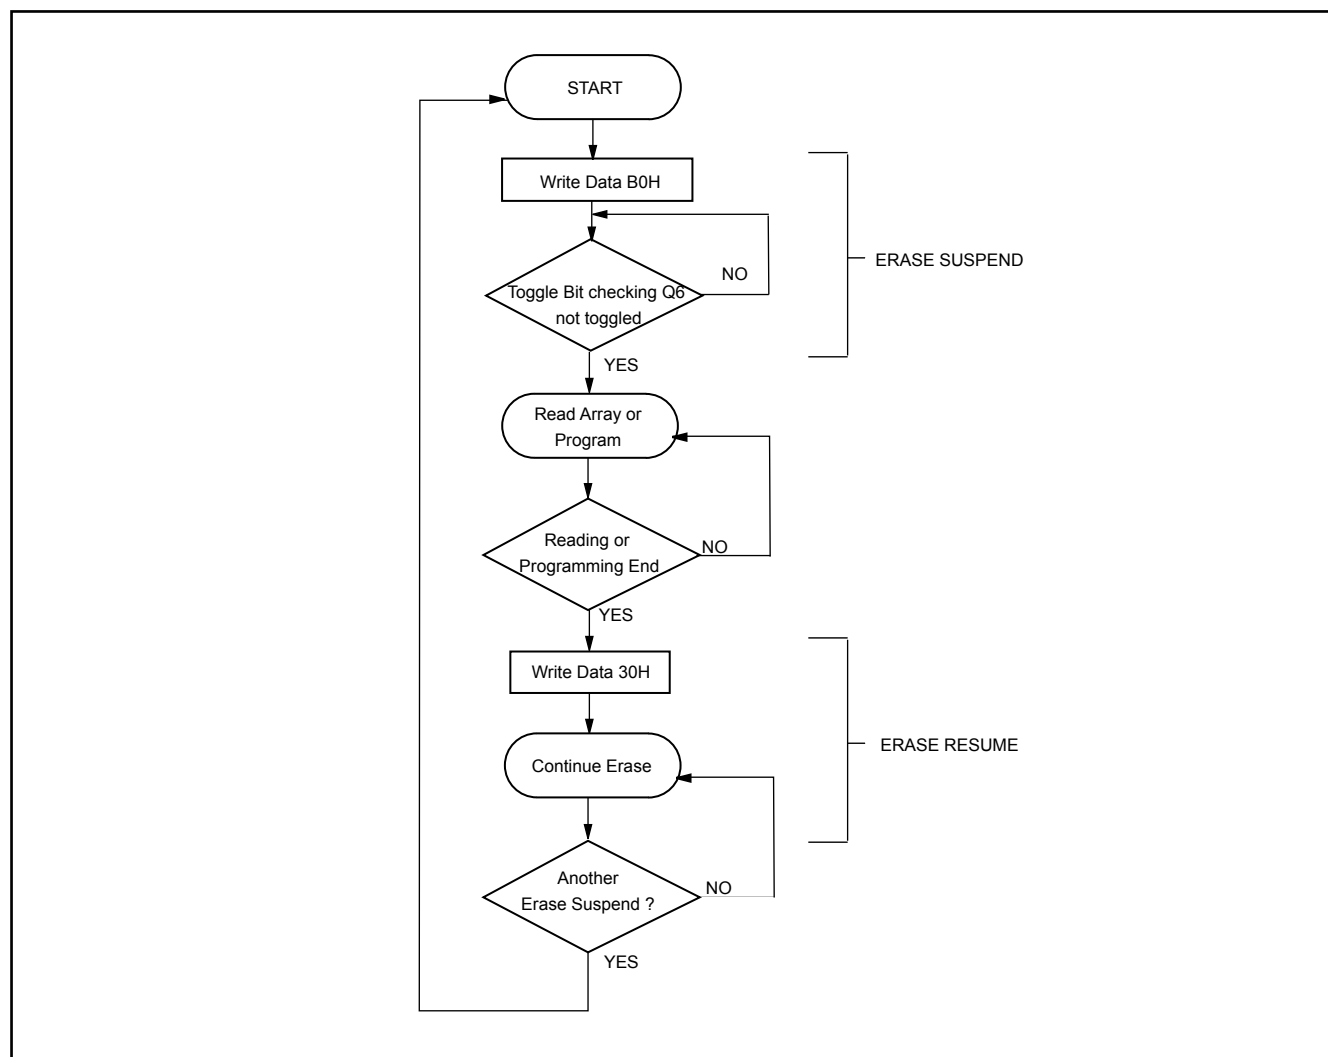 START
Write Data B0H
ERASE SUSPEND
NO
Toggle Bit checking Q6
not toggled
YES
Read Array or
Program
Reading or
Programming End
NO
YES
Write Data 30H
ERASE RESUME
Continue Erase
Another
Erase Suspend ?
NO
YES